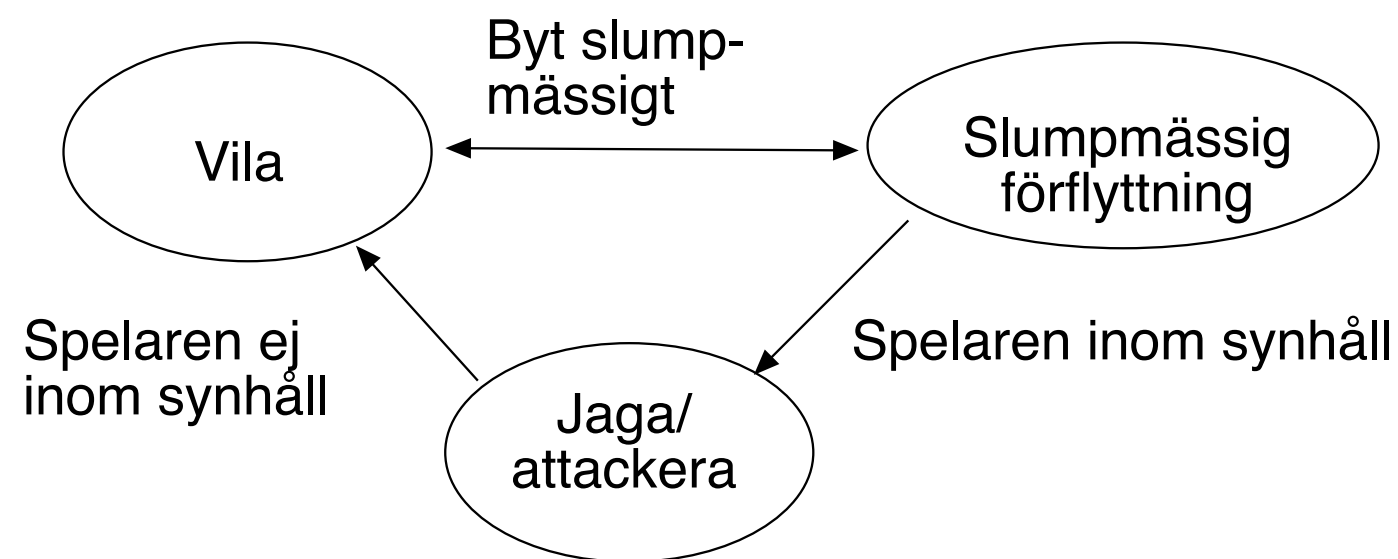 Byt slump-
mässigt
Vila
Slumpmässig
förflyttning
Spelaren ej
inom synhåll
Spelaren inom synhåll
Jaga/
attackera